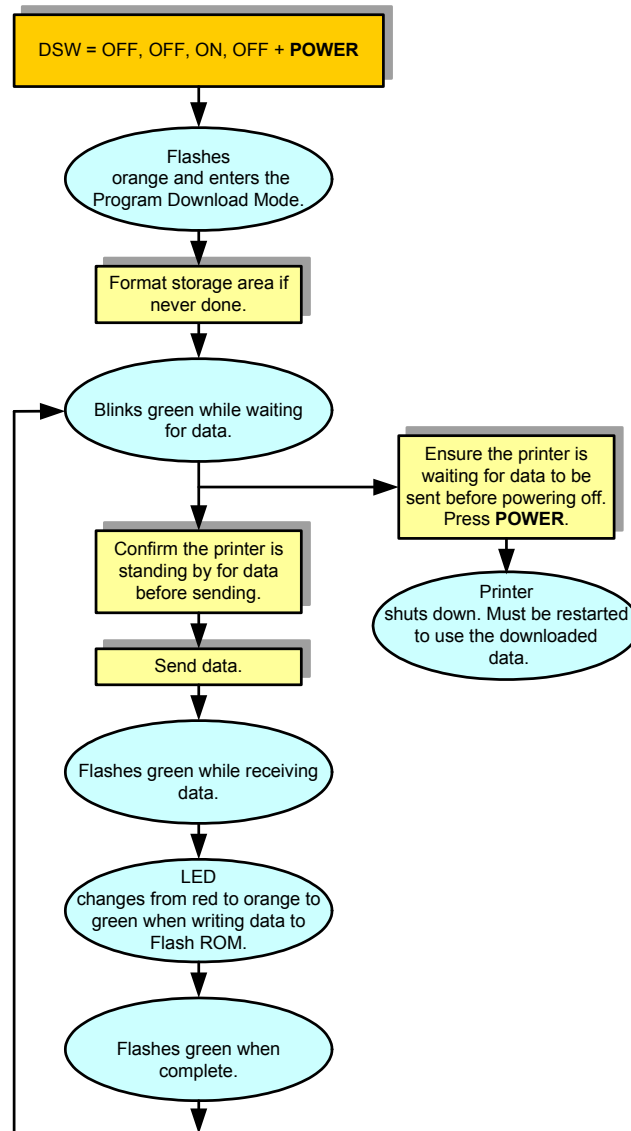 DSW = OFF, OFF, ON, OFF + POWER
Flashes
orange and enters the
Program Download Mode.
Format storage area if
never done.
Blinks green while waiting
for data.
Ensure the printer is
waiting for data to be
sent before powering off.
Press POWER.
Confirm the printer is
standing by for data
before sending.
Printer
shuts down. Must be restarted
to use the downloaded
data.
Send data.
Flashes green while receiving
data.
LED
changes from red to orange to
green when writing data to
Flash ROM.
Flashes green when
complete.